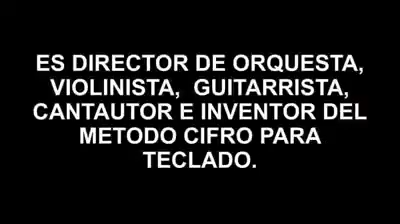 ES DIRECTOR DE ORQUESTA,
VIOLINISTA, GUITARRISTA,
CANTAUTOR E INVENTOR DEL
METODO CIFRO PARA
TECLADO.